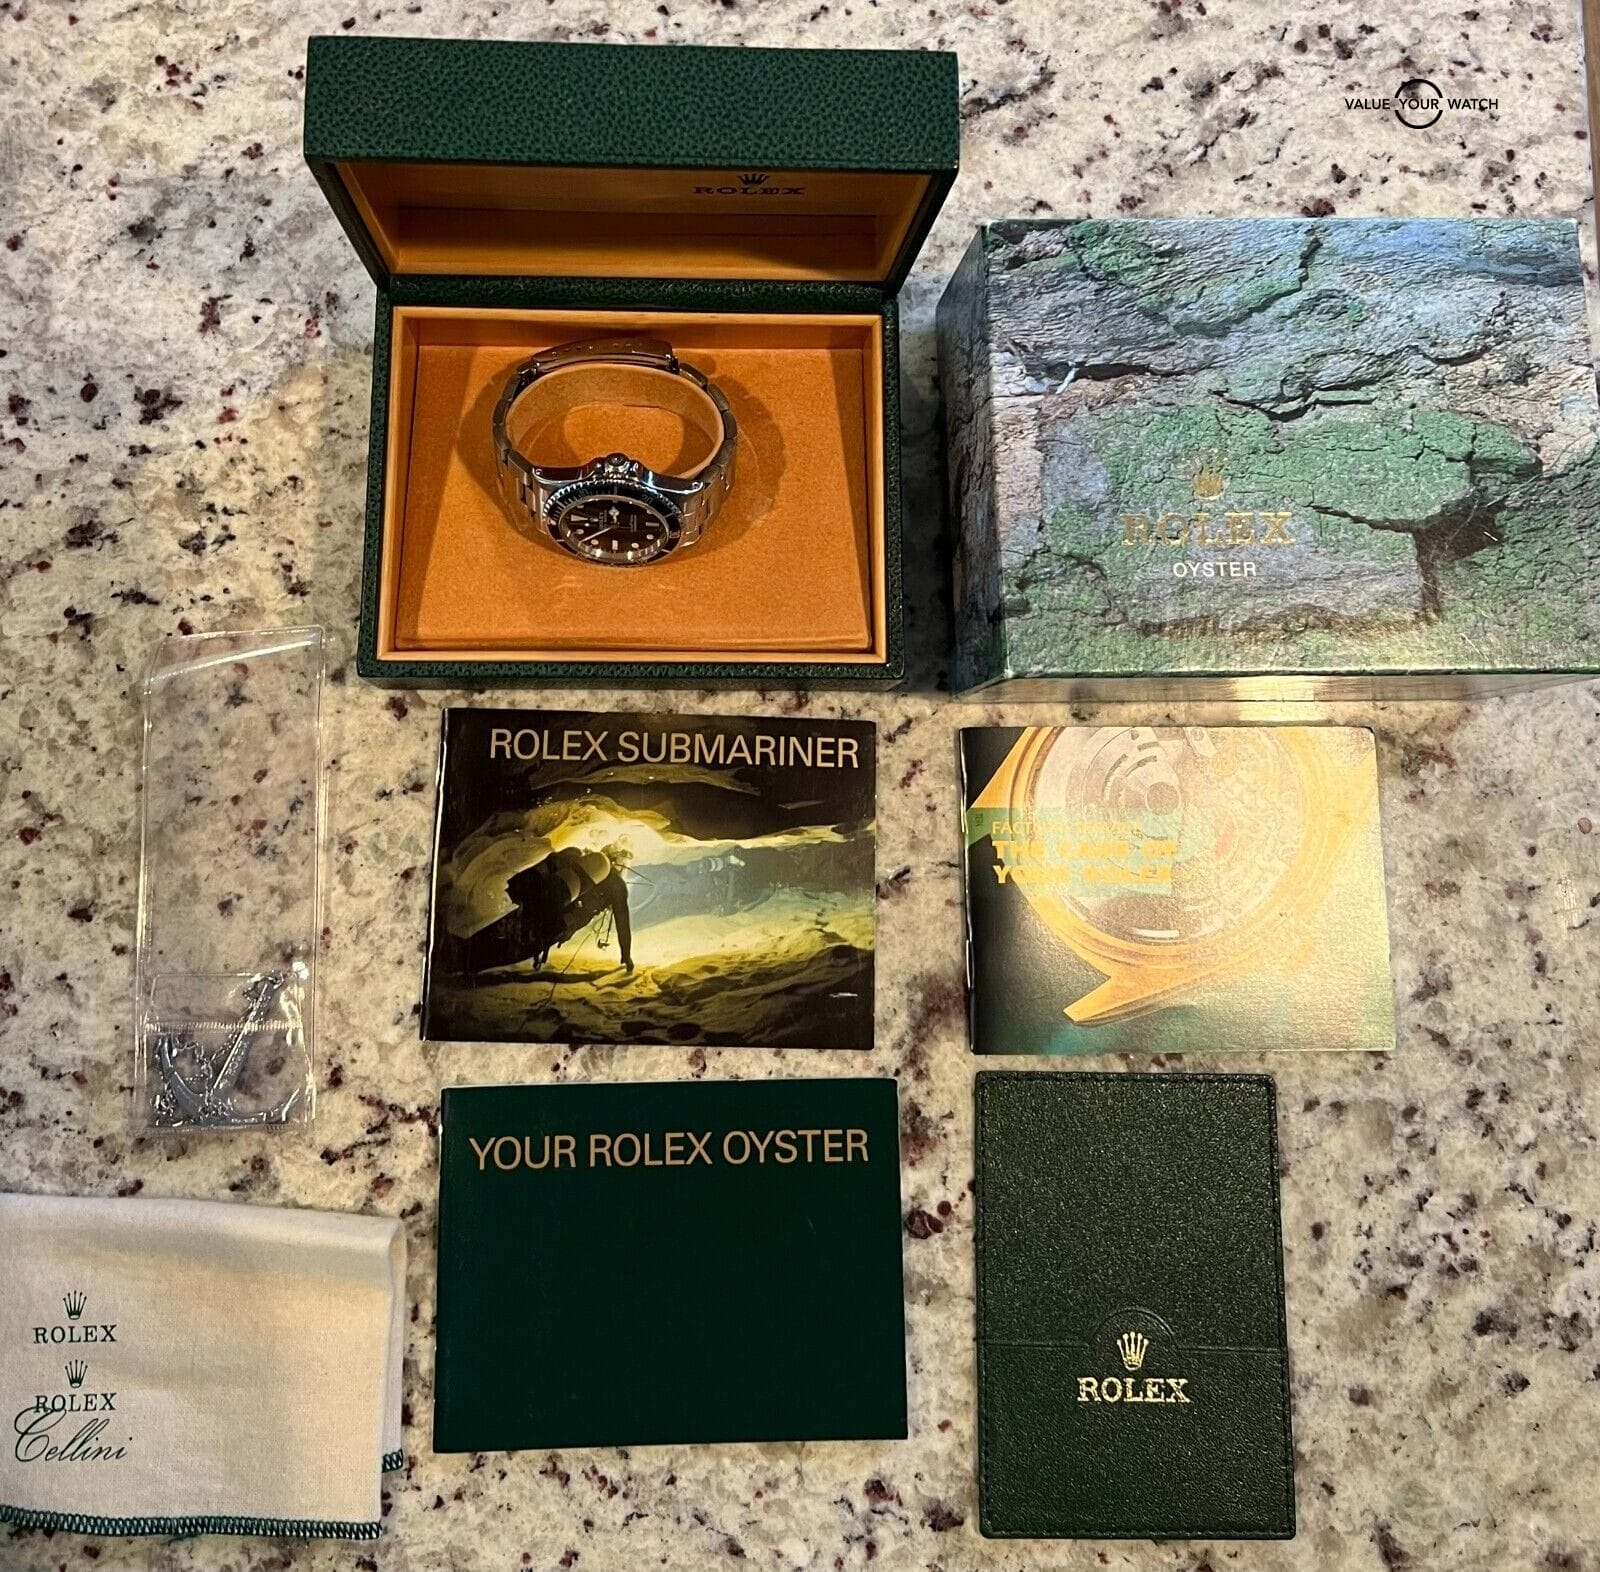 VALUE YOUR WATCH
ROLEX
ROLEX
OYSTER
ROLEX SUBMARINER
THE CARE OF
YOUR ROLEX
YOUR ROLEX OYSTER
ROLEX
ROLEX
Cellini
ROLEX